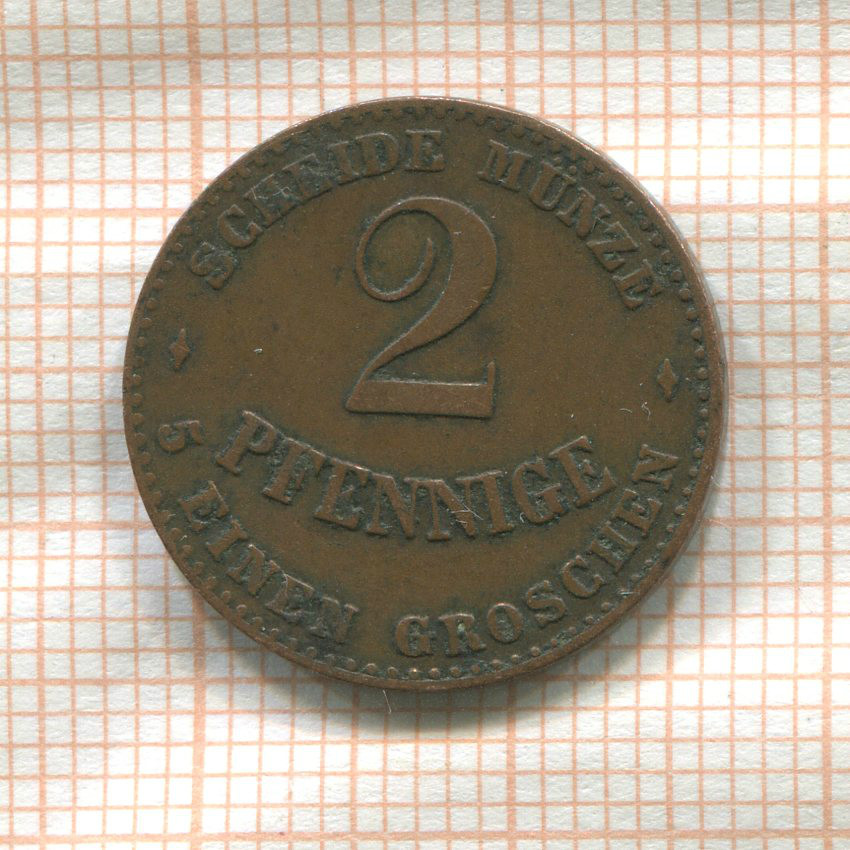 SCHEIDE MÜNZE
2
PFENNIGE
5 EINEN GROSCHEN